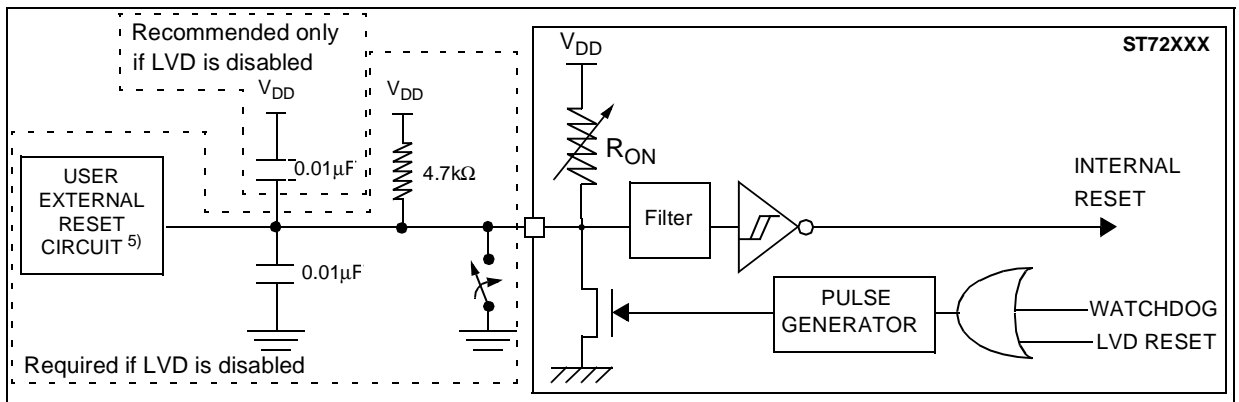 Recommended only
if LVD is disabled
V_DD
0.01μF
V_DD
4.7kΩ
USER
EXTERNAL
RESET
CIRCUIT 5)
0.01μF
Required if LVD is disabled
ST72XXX
V_DD
R_ON
Filter
INTERNAL
RESET
PULSE
GENERATOR
WATCHDOG
LVD RESET